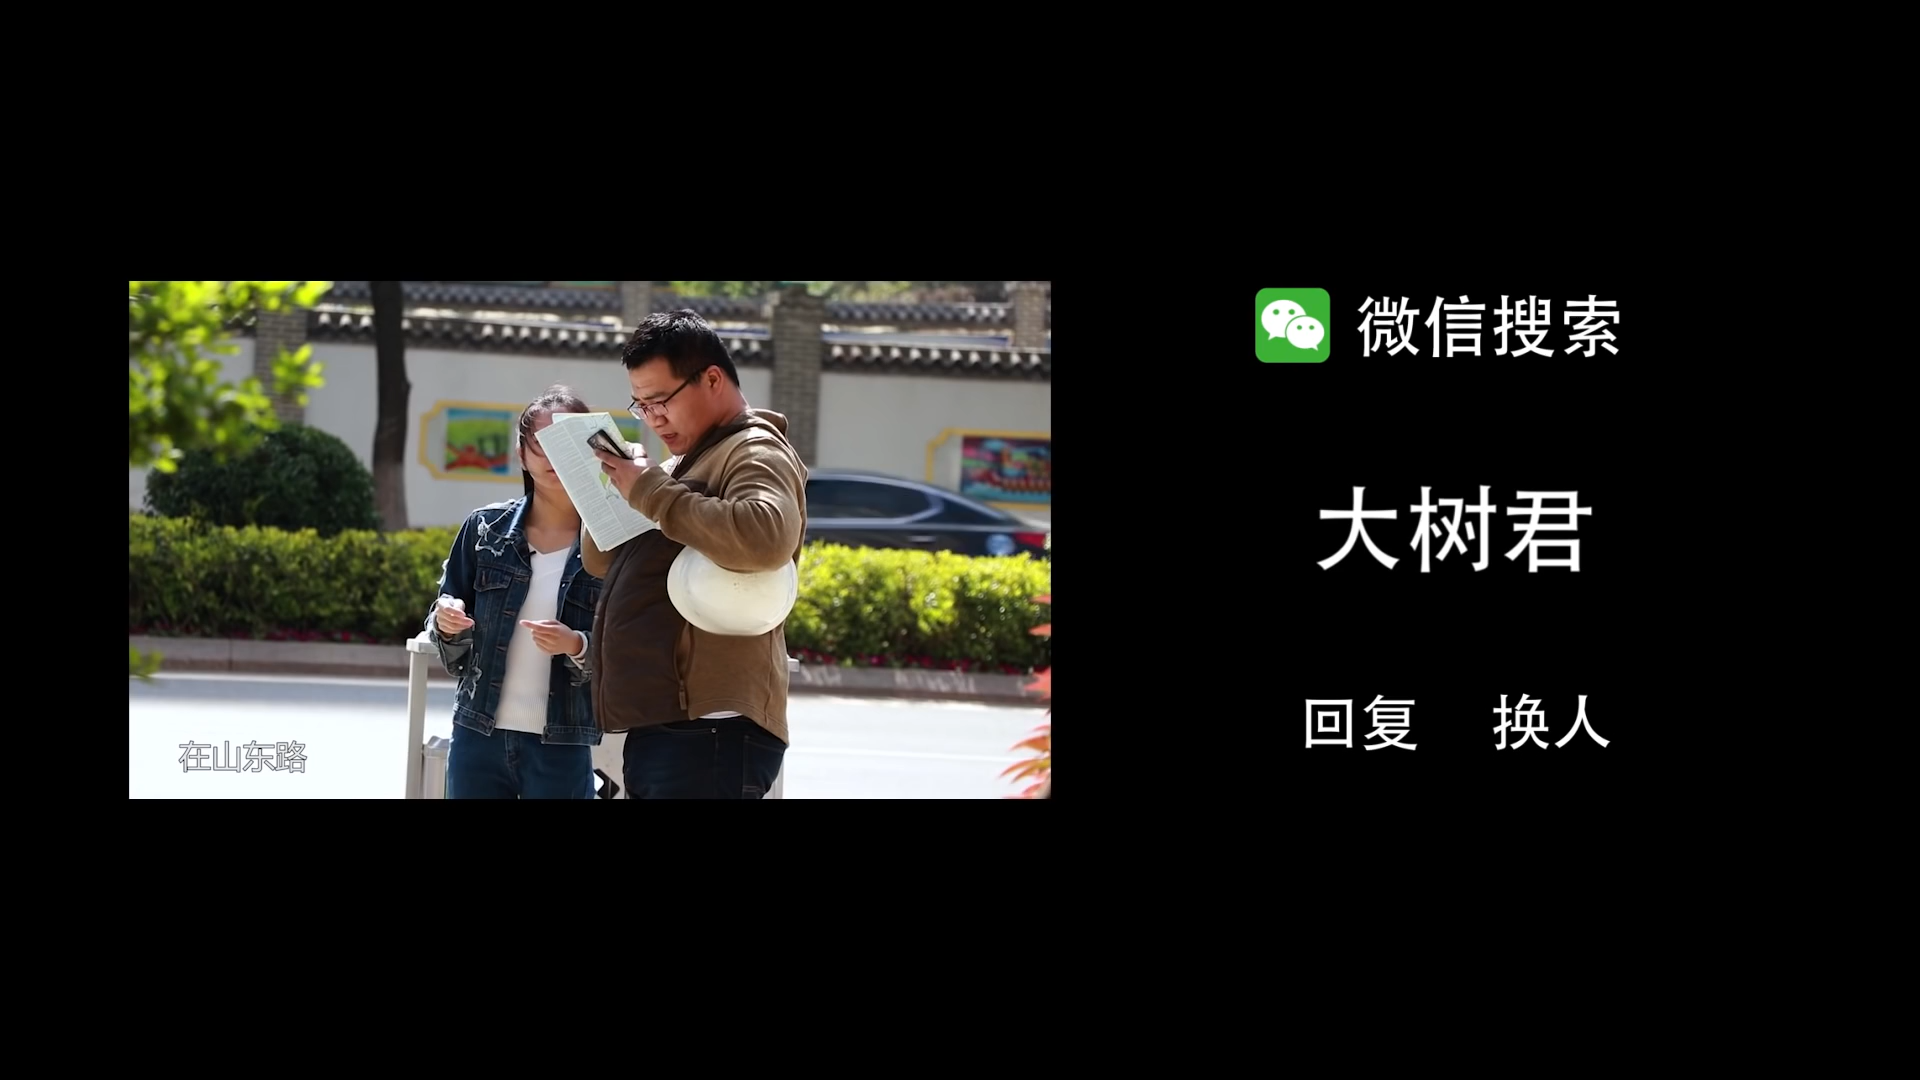 微信搜索
大树君
回复 换人
在山东路